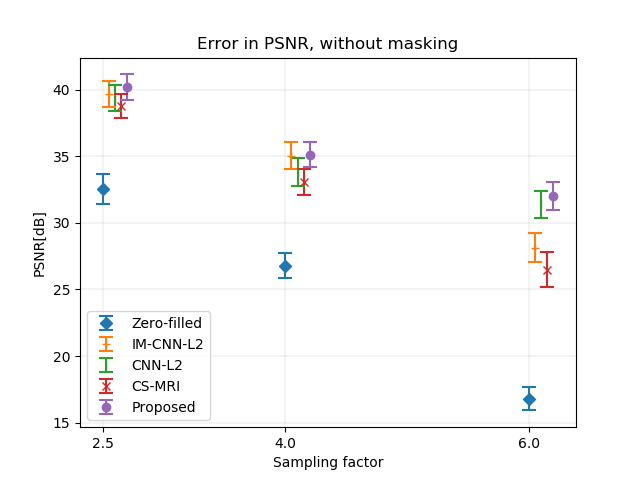 Error in PSNR, without masking
PSNR[dB]
40
35
30
25
20
15
Zero-filled
IM-CNN-L2
CNN-L2
CS-MRI
Proposed
2.5
4.0
6.0
Sampling factor